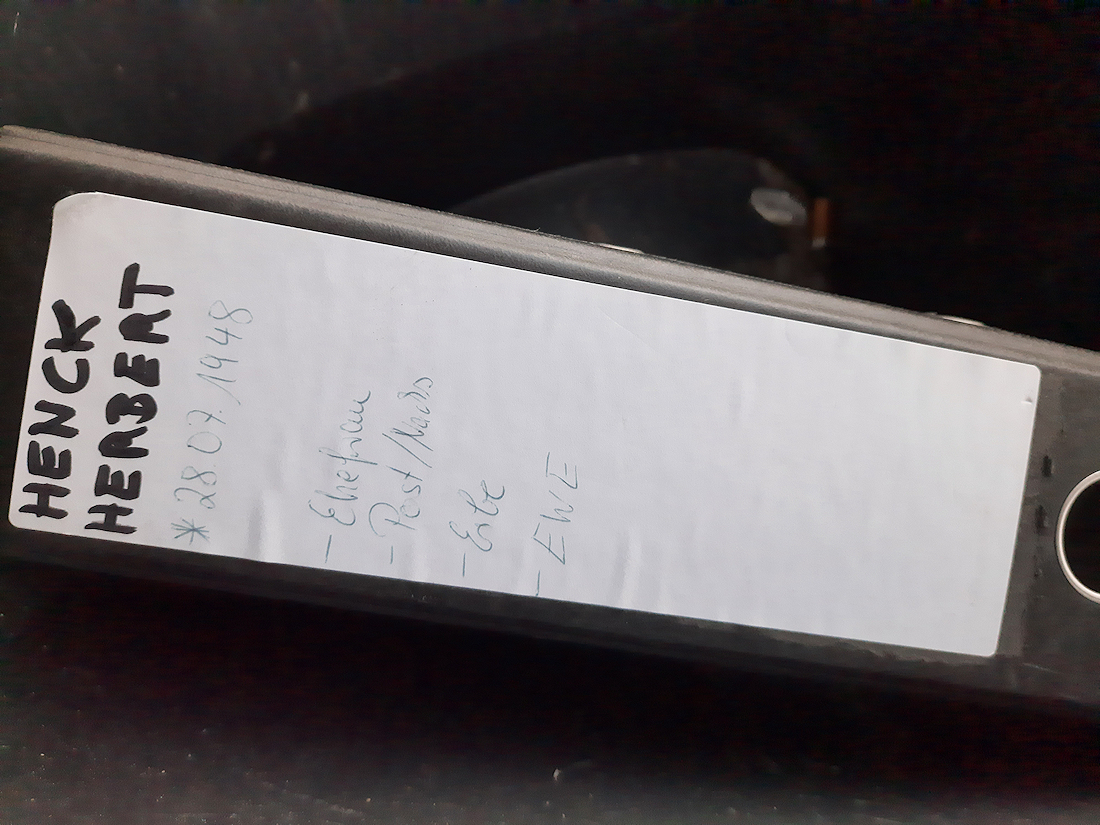 HENCK
HERBERT
* 28.07.1948
- Ehefrau
- Post/Nachs
- Erbe
- EWE